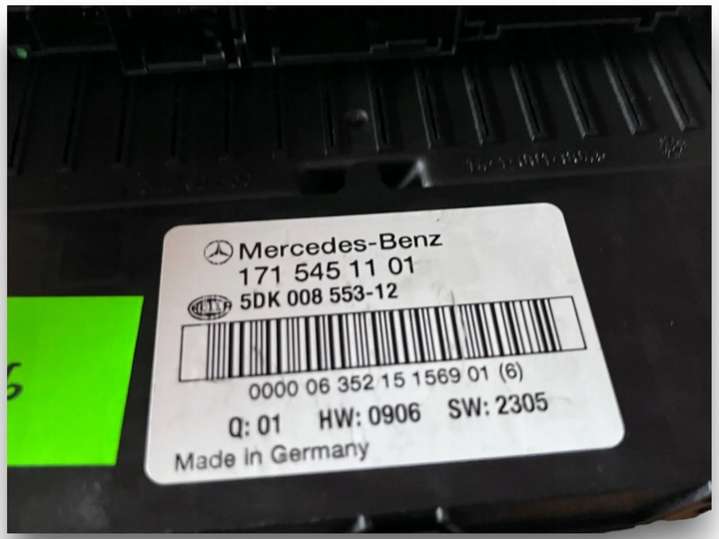 Mercedes-Benz
171 545 11 01
HELLA 5DK 008 553-12
0000 06 352 15 1569 01 (6)
Q: 01 HW: 0906 SW: 2305
Made in Germany